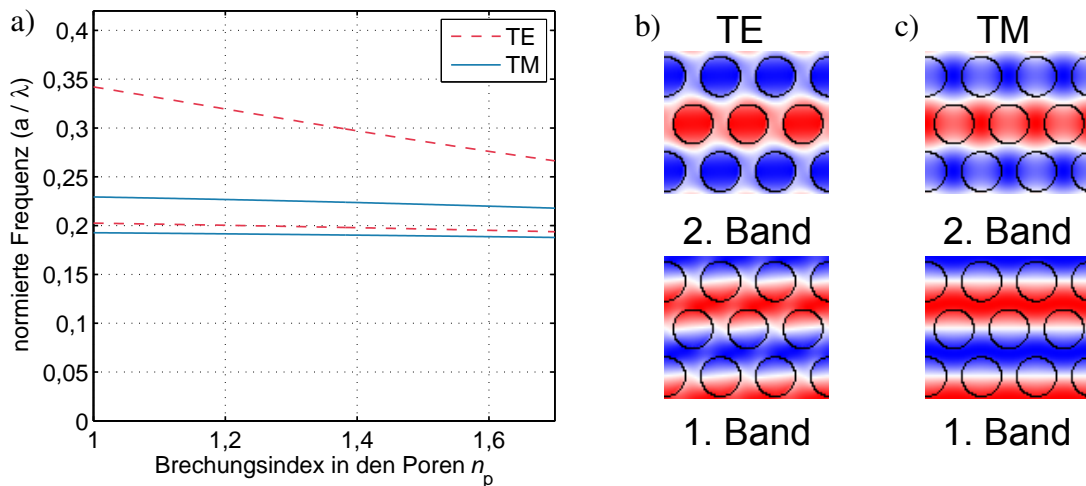 a)
normierte Frequenz (a / λ)
0,4
0,35
0,3
0,25
0,2
0,15
0,1
0,05
0
1
1,2
1,4
1,6
Brechungsindex in den Poren np
TE
TM
b)
TE
2. Band
1. Band
c)
TM
2. Band
1. Band